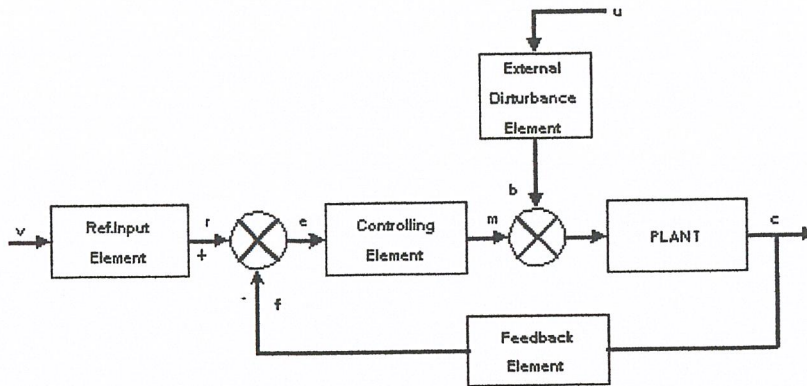 u
External
Disturbance
Element
b
v
Ref.Input
Element
r
+
e
Controlling
Element
m
PLANT
c
-
f
Feedback
Element